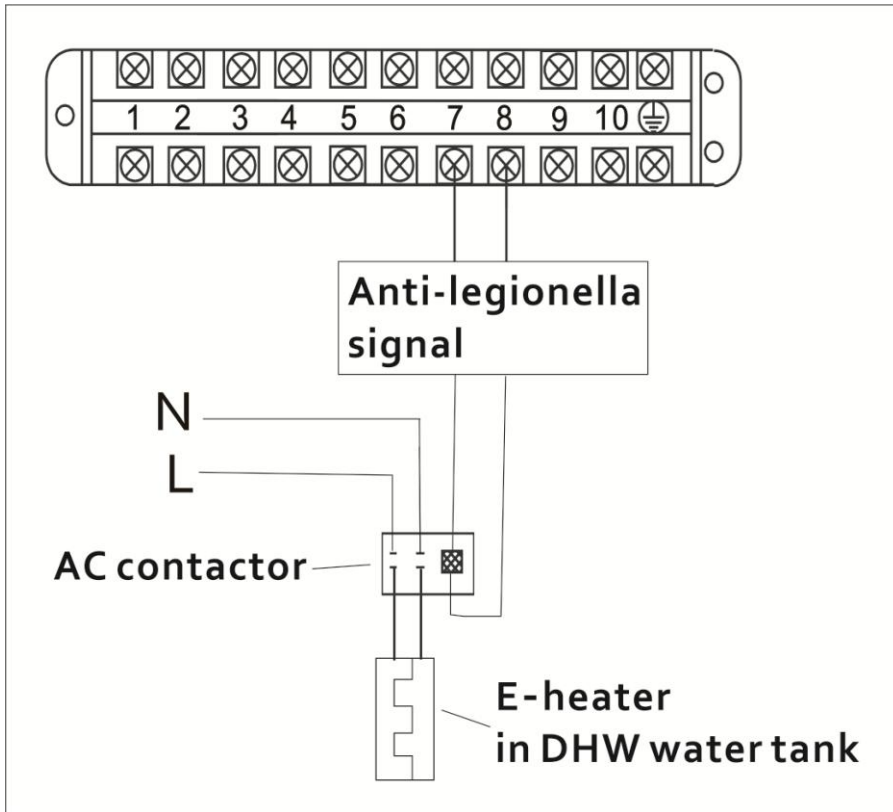 1 2 3 4 5 6 7 8 9 10
Anti-legionella
signal
N
L
AC contactor
E-heater
in DHW water tank